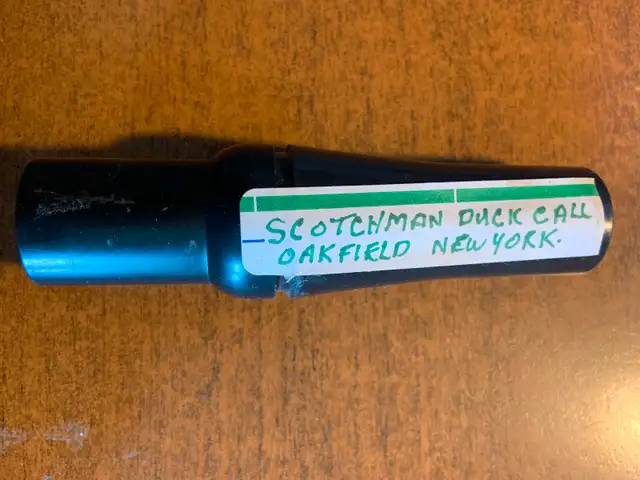 SCOTCHMAN DUCK CALL
OAKFIELD NEW YORK.